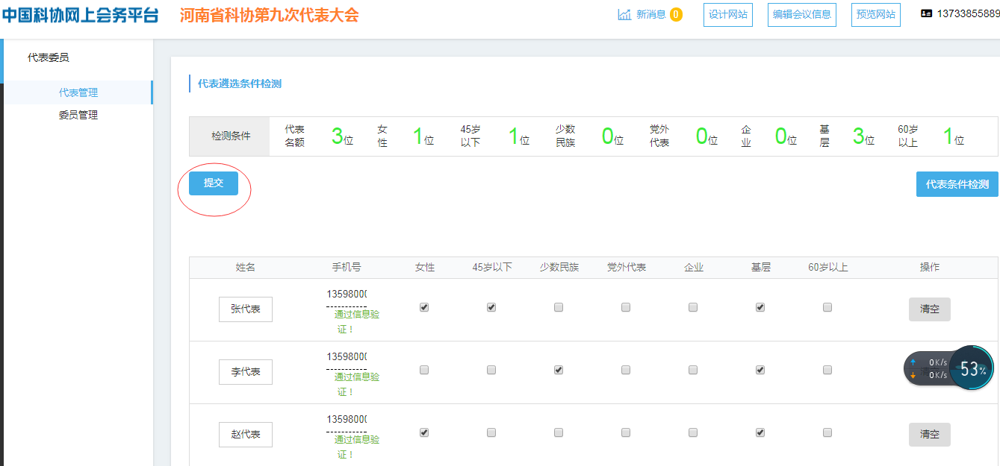 中国科协网上会务平台 河南省科协第九次代表大会 新消息 0 设计网站 编辑会议信息 预览网站 13733855889
代表委员
代表管理
委员管理
代表遴选条件检测
检测条件 代表名额 3位 女性 1位 45岁以下 1位 少数民族 0位 党外代表 0位 企业 0位 基层 3位 60岁以上 1位
提交 代表条件检测
姓名 手机号 女性 45岁以下 少数民族 党外代表 企业 基层 60岁以上 操作
张代表 1359800 通过信息验证！ 清空
李代表 1359800 通过信息验证！
0K/s
0K/s
53%
赵代表 1359800 通过信息验证！ 清空